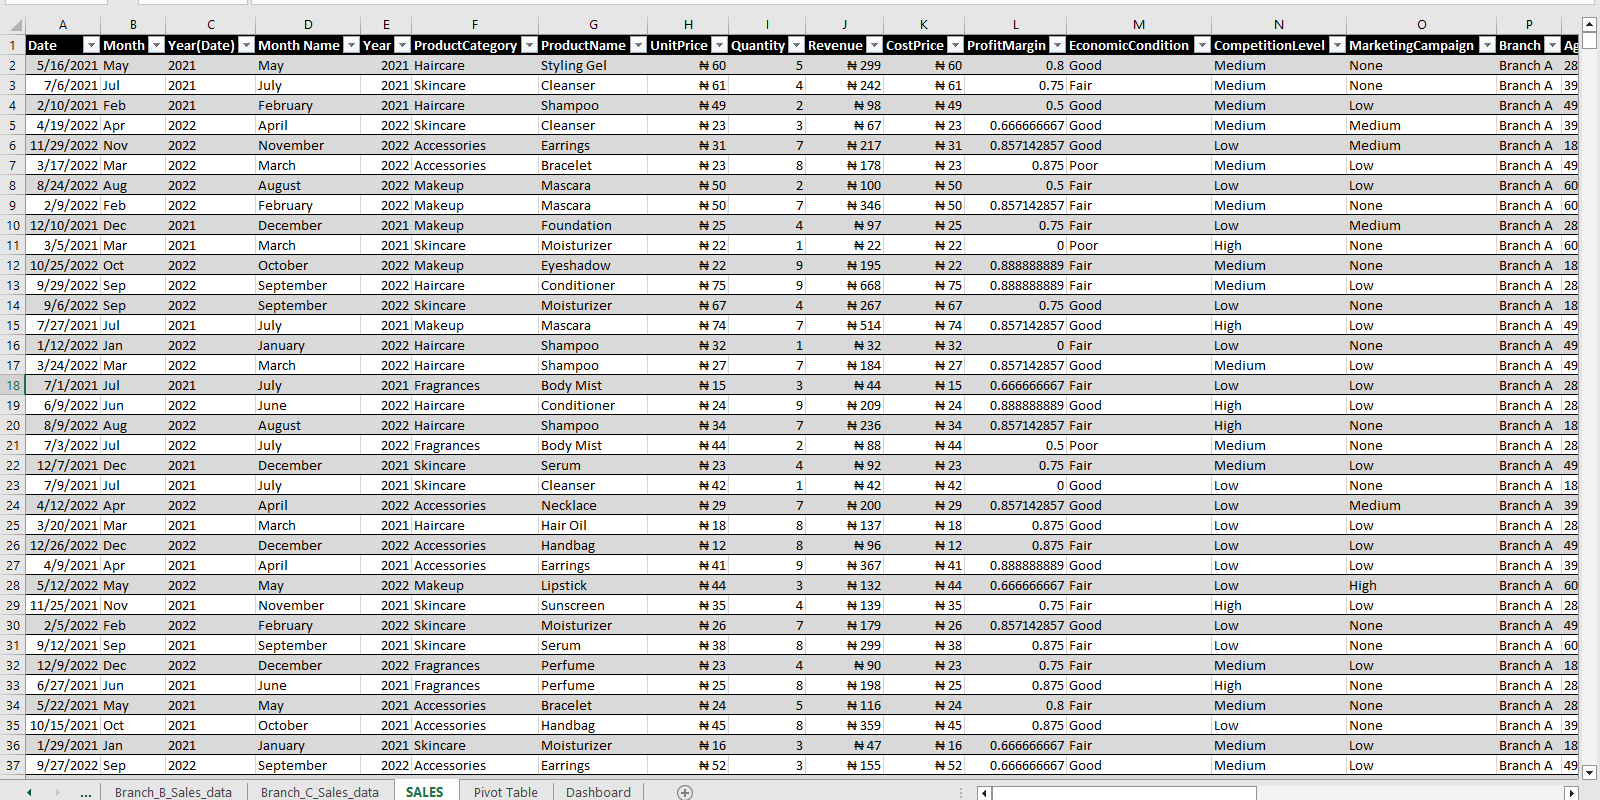 A B C D E F G H I J K L M N O P
1 Date Month Year(Date) Month Name Year ProductCategory ProductName UnitPrice Quantity Revenue CostPrice ProfitMargin EconomicCondition CompetitionLevel MarketingCampaign Branch Ag
2 5/16/2021 May 2021 May 2021 Haircare Styling Gel ₦ 60 5 ₦ 299 ₦ 60 0.8 Good Medium None Branch A 28
3 7/6/2021 Jul 2021 July 2021 Skincare Cleanser ₦ 61 4 ₦ 242 ₦ 61 0.75 Fair Medium None Branch A 39
4 2/10/2021 Feb 2021 February 2021 Haircare Shampoo ₦ 49 2 ₦ 98 ₦ 49 0.5 Good Medium Low Branch A 49
5 4/19/2022 Apr 2022 April 2022 Skincare Cleanser ₦ 23 3 ₦ 67 ₦ 23 0.666666667 Good Medium Medium Branch A 39
6 11/29/2022 Nov 2022 November 2022 Accessories Earrings ₦ 31 7 ₦ 217 ₦ 31 0.857142857 Good Low Medium Branch A 18
7 3/17/2022 Mar 2022 March 2022 Accessories Bracelet ₦ 23 8 ₦ 178 ₦ 23 0.875 Poor Medium Low Branch A 49
8 8/24/2022 Aug 2022 August 2022 Makeup Mascara ₦ 50 2 ₦ 100 ₦ 50 0.5 Fair Low Low Branch A 60
9 2/9/2022 Feb 2022 February 2022 Makeup Mascara ₦ 50 7 ₦ 346 ₦ 50 0.857142857 Fair Medium None Branch A 60
10 12/10/2021 Dec 2021 December 2021 Makeup Foundation ₦ 25 4 ₦ 97 ₦ 25 0.75 Fair Low Medium Branch A 28
11 3/5/2021 Mar 2021 March 2021 Skincare Moisturizer ₦ 22 1 ₦ 22 ₦ 22 0 Poor High None Branch A 60
12 10/25/2022 Oct 2022 October 2022 Makeup Eyeshadow ₦ 22 9 ₦ 195 ₦ 22 0.888888889 Fair Medium None Branch A 18
13 9/29/2022 Sep 2022 September 2022 Haircare Conditioner ₦ 75 9 ₦ 668 ₦ 75 0.888888889 Fair Medium Low Branch A 28
14 9/6/2022 Sep 2022 September 2022 Skincare Moisturizer ₦ 67 4 ₦ 267 ₦ 67 0.75 Good Low None Branch A 18
15 7/27/2021 Jul 2021 July 2021 Makeup Mascara ₦ 74 7 ₦ 514 ₦ 74 0.857142857 Good High Low Branch A 49
16 1/12/2022 Jan 2022 January 2022 Haircare Shampoo ₦ 32 1 ₦ 32 ₦ 32 0 Fair Low None Branch A 49
17 3/24/2022 Mar 2022 March 2022 Haircare Shampoo ₦ 27 7 ₦ 184 ₦ 27 0.857142857 Good Medium Low Branch A 49
18 7/1/2021 Jul 2021 July 2021 Fragrances Body Mist ₦ 15 3 ₦ 44 ₦ 15 0.666666667 Fair Low Low Branch A 28
19 6/9/2022 Jun 2022 June 2022 Haircare Conditioner ₦ 24 9 ₦ 209 ₦ 24 0.888888889 Good High Low Branch A 28
20 8/9/2022 Aug 2022 August 2022 Haircare Shampoo ₦ 34 7 ₦ 236 ₦ 34 0.857142857 Fair High None Branch A 18
21 7/3/2022 Jul 2022 July 2022 Fragrances Body Mist ₦ 44 2 ₦ 88 ₦ 44 0.5 Poor Medium None Branch A 28
22 12/7/2021 Dec 2021 December 2021 Skincare Serum ₦ 23 4 ₦ 92 ₦ 23 0.75 Fair Medium Low Branch A 49
23 7/9/2021 Jul 2021 July 2021 Skincare Cleanser ₦ 42 1 ₦ 42 ₦ 42 0 Good Low None Branch A 18
24 4/12/2022 Apr 2022 April 2022 Accessories Necklace ₦ 29 7 ₦ 200 ₦ 29 0.857142857 Good Low Medium Branch A 39
25 3/20/2021 Mar 2021 March 2021 Haircare Hair Oil ₦ 18 8 ₦ 137 ₦ 18 0.875 Good Low Low Branch A 28
26 12/26/2022 Dec 2022 December 2022 Accessories Handbag ₦ 12 8 ₦ 96 ₦ 12 0.875 Fair Low Low Branch A 49
27 4/9/2021 Apr 2021 April 2021 Accessories Earrings ₦ 41 9 ₦ 367 ₦ 41 0.888888889 Good Low Low Branch A 39
28 5/12/2022 May 2022 May 2022 Makeup Lipstick ₦ 44 3 ₦ 132 ₦ 44 0.666666667 Fair Low High Branch A 60
29 11/25/2021 Nov 2021 November 2021 Skincare Sunscreen ₦ 35 4 ₦ 139 ₦ 35 0.75 Fair High Low Branch A 28
30 2/5/2022 Feb 2022 February 2022 Skincare Moisturizer ₦ 26 7 ₦ 179 ₦ 26 0.857142857 Good Low None Branch A 49
31 9/12/2021 Sep 2021 September 2021 Skincare Serum ₦ 38 8 ₦ 299 ₦ 38 0.875 Fair Low None Branch A 60
32 12/9/2022 Dec 2022 December 2022 Fragrances Perfume ₦ 23 4 ₦ 90 ₦ 23 0.75 Fair Medium Low Branch A 18
33 6/27/2021 Jun 2021 June 2021 Fragrances Perfume ₦ 25 8 ₦ 198 ₦ 25 0.875 Good High None Branch A 28
34 5/22/2021 May 2021 May 2021 Accessories Bracelet ₦ 24 5 ₦ 116 ₦ 24 0.8 Fair Medium None Branch A 28
35 10/15/2021 Oct 2021 October 2021 Accessories Handbag ₦ 45 8 ₦ 359 ₦ 45 0.875 Good Low None Branch A 39
36 1/29/2021 Jan 2021 January 2021 Skincare Moisturizer ₦ 16 3 ₦ 47 ₦ 16 0.666666667 Fair Medium Low Branch A 18
37 9/27/2022 Sep 2022 September 2022 Accessories Earrings ₦ 52 3 ₦ 155 ₦ 52 0.666666667 Good Medium Low Branch A 49
... Branch_B_Sales_data Branch_C_Sales_data SALES Pivot Table Dashboard